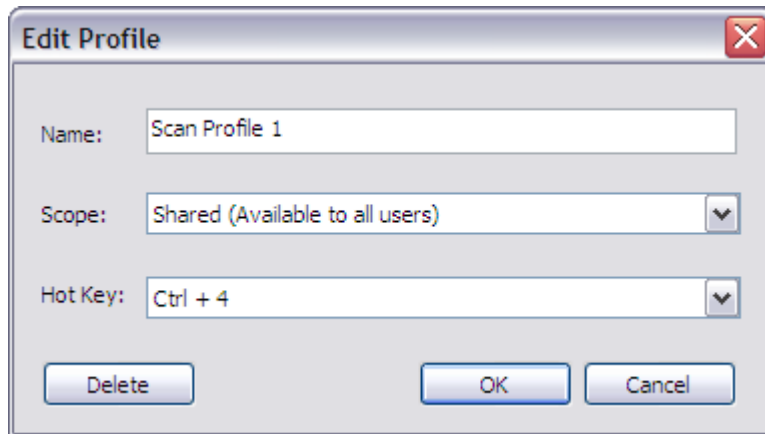 Edit Profile
Name: Scan Profile 1
Scope: Shared (Available to all users)
Hot Key: Ctrl + 4
Delete OK Cancel